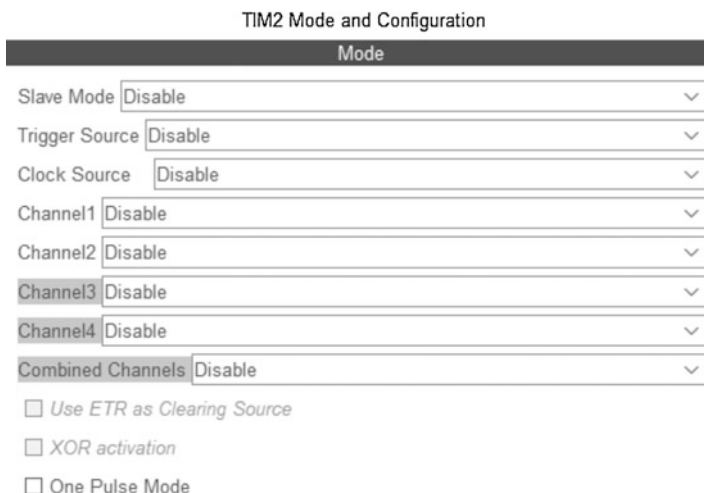 TIM2 Mode and Configuration
Mode
Slave Mode Disable
Trigger Source Disable
Clock Source Disable
Channel1 Disable
Channel2 Disable
Channel3 Disable
Channel4 Disable
Combined Channels Disable
Use ETR as Clearing Source
XOR activation
One Pulse Mode